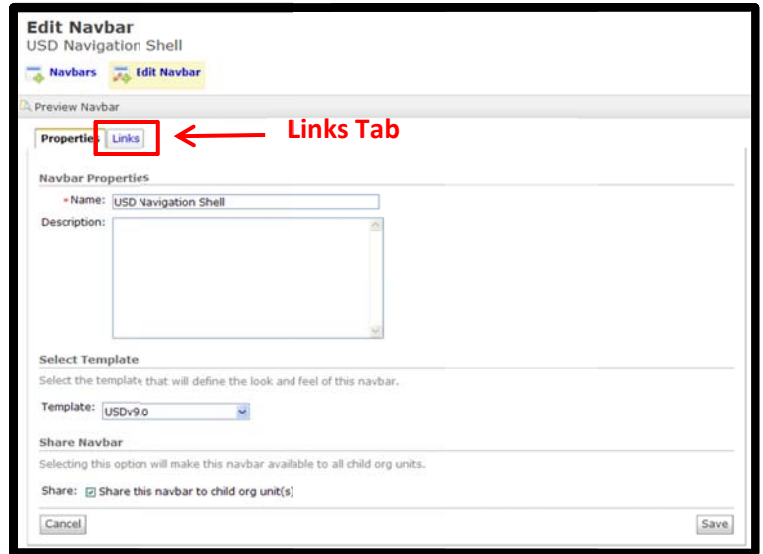 Edit Navbar
USD Navigation Shell
Navbars Edit Navbar
Preview Navbar
Properties Links Links Tab
Navbar Properties
*Name: USD Navigation Shell
Description:
Select Template
Select the template that will define the look and feel of this navbar.
Template: USDv9.0
Share Navbar
Selecting this option will make this navbar available to all child org units.
Share: Share this navbar to child org unit(s)
Cancel Save